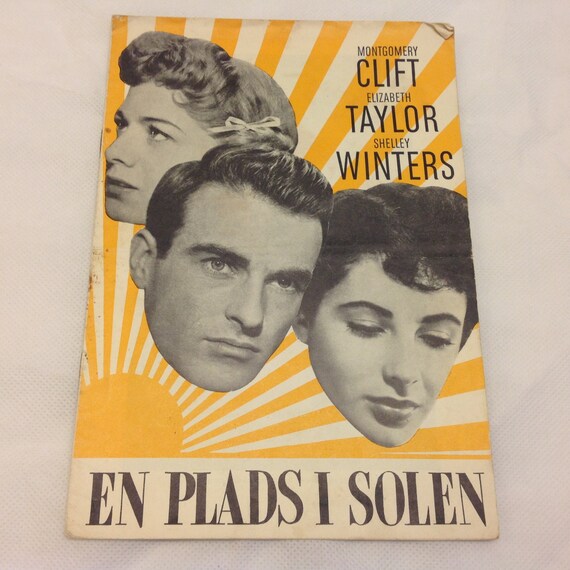 MONTGOMERY
CLIFT
ELIZABETH
TAYLOR
SHELLEY
WINTERS
EN PLADS I SOLEN